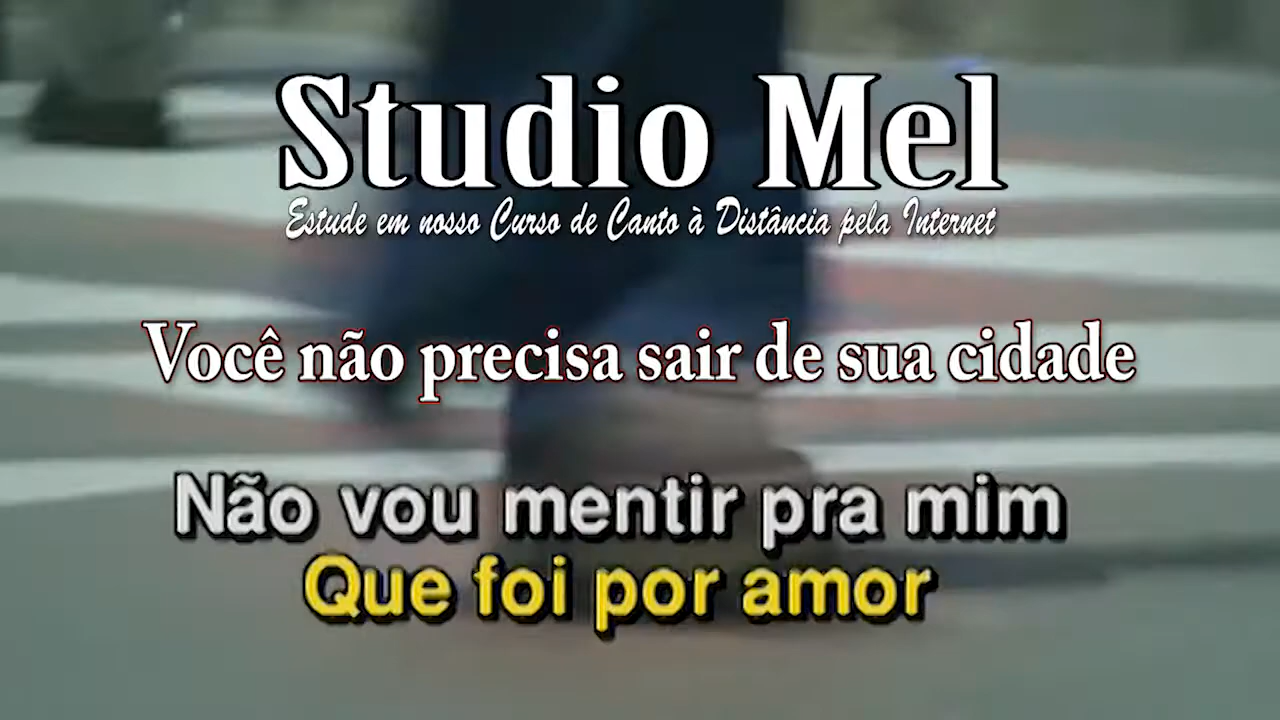 Studio Mel
Estude em nosso Curso de Canto à Distância pela Internet
Você não precisa sair de sua cidade
Não vou mentir pra mim
Que foi por amor